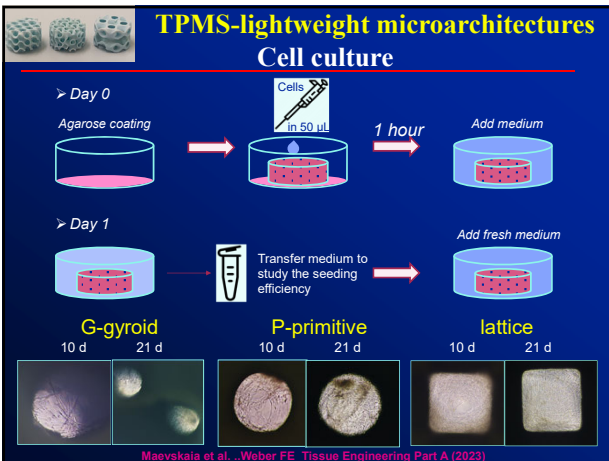 TPMS-lightweight microarchitectures
Cell culture
➢ Day 0
Cells
in 50 µL
Agarose coating
1 hour
Add medium
➢ Day 1
Transfer medium to
study the seeding
efficiency
Add fresh medium
G-gyroid
P-primitive
lattice
10 d
21 d
10 d
21 d
10 d
21 d
Maevskaia et al. ..Weber FE Tissue Engineering Part A (2023)